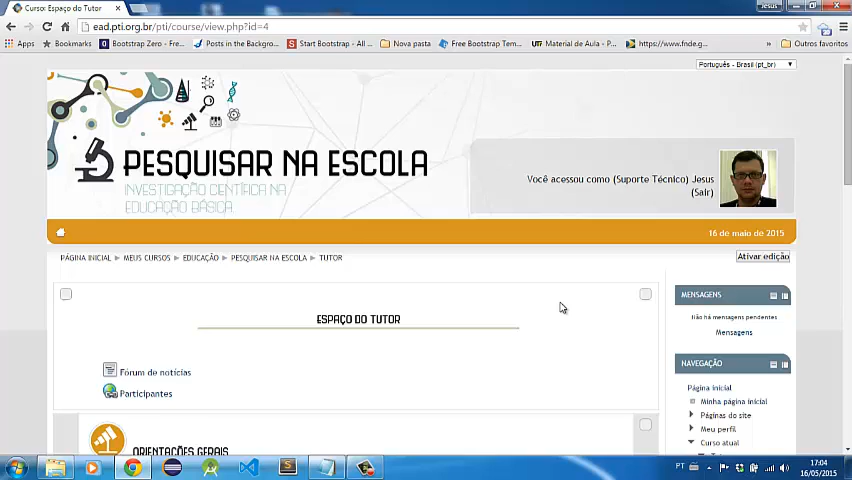 Curso: Espaço do Tutor
Jesus
ead.pti.org.br/pti/course/view.php?id=4
Apps
Bookmarks
Bootstrap Zero - Fre...
Posts in the Backgro...
Start Bootstrap - Fr...
Nova pasta
Free Bootstrap Temp...
Material de Aula - P...
https://www.fnde.g...
»
Outros favoritos
Português - Brasil (pt_br)
PESQUISAR NA ESCOLA
INVESTIGAÇÃO CIENTÍFICA NA
EDUCAÇÃO BÁSICA
Você acessou como (Suporte Técnico) Jesus
(Sair)
16 de maio de 2015
PÁGINA INICIAL ▶ MEUS CURSOS ▶ EDUCAÇÃO ▶ PESQUISAR NA ESCOLA ▶ TUTOR
Ativar edição
ESPAÇO DO TUTOR
Fórum de notícias
Participantes
ORIENTAÇÕES GERAIS
MENSAGENS
Não há mensagens pendentes
Mensagens
NAVEGAÇÃO
Página inicial
Minha página inicial
Páginas do site
Meu perfil
Curso atual
PT
17:04
16/05/2015